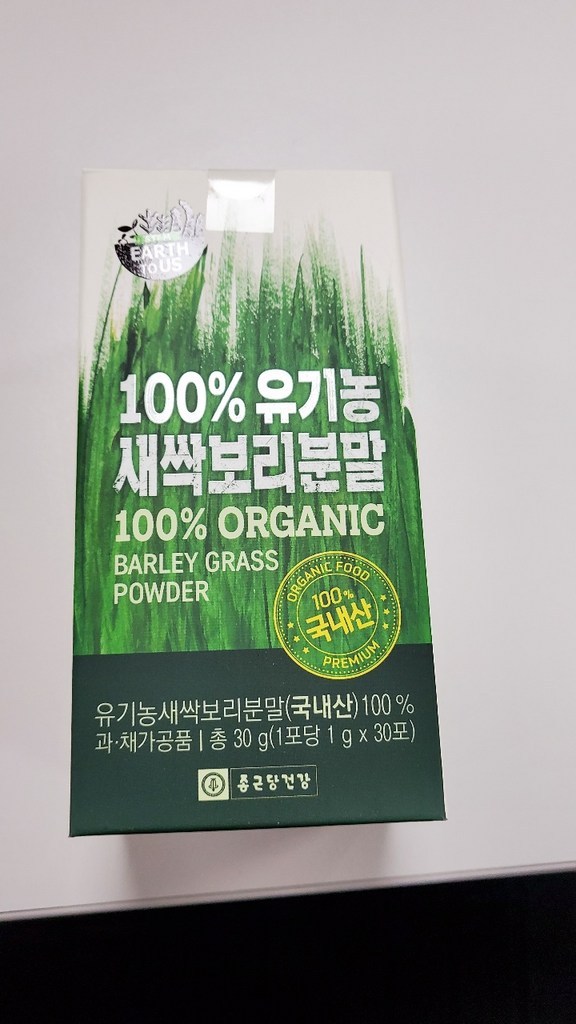 EARTH
TO US
100% 유기농
새싹보리분말
100% ORGANIC
BARLEY GRASS
POWDER
ORGANIC FOOD
100%
국내산
PREMIUM
유기농새싹보리분말(국내산) 100 %
과·채가공품 | 총 30 g(1포당 1 g x 30포)
종근당건강